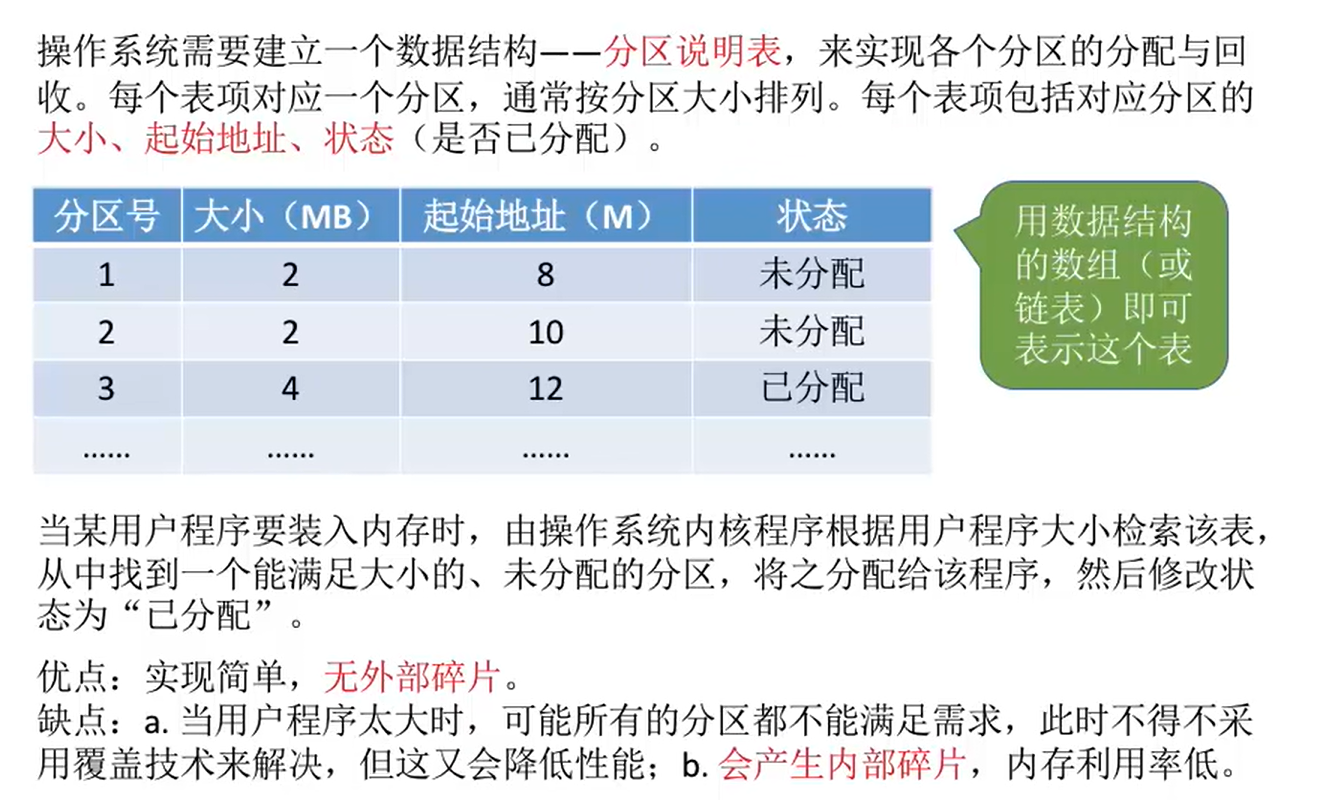 操作系统需要建立一个数据结构——分区说明表，来实现各个分区的分配与回
收。每个表项对应一个分区，通常按分区大小排列。每个表项包括对应分区的
大小、起始地址、状态（是否已分配）。
分区号 大小（MB） 起始地址（M） 状态
1 2 8 未分配
2 2 10 未分配
3 4 12 已分配
...... ...... ...... ......
用数据结构
的数组（或
链表）即可
表示这个表
当某用户程序要装入内存时，由操作系统内核程序根据用户程序大小检索该表，
从中找到一个能满足大小的、未分配的分区，将之分配给该程序，然后修改状
态为“已分配”。
优点：实现简单，无外部碎片。
缺点：a. 当用户程序太大时，可能所有的分区都不能满足需求，此时不得不采
用覆盖技术来解决，但这又会降低性能；b. 会产生内部碎片，内存利用率低。